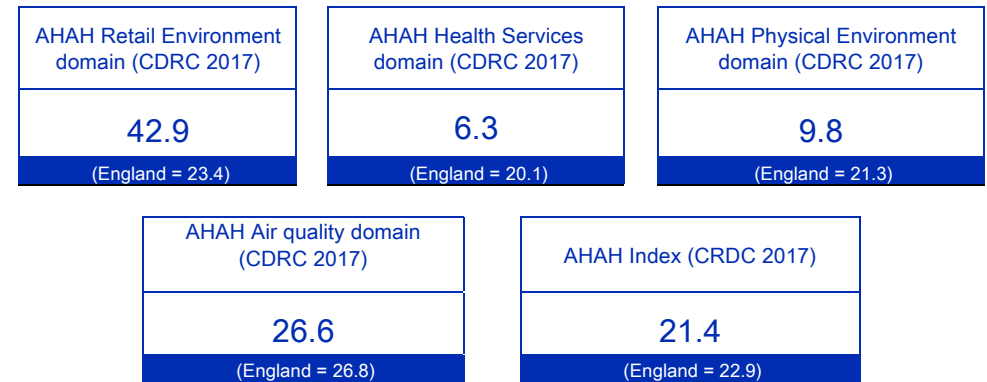 AHAH Retail Environment
domain (CDRC 2017)
42.9
(England = 23.4)
AHAH Health Services
domain (CDRC 2017)
6.3
(England = 20.1)
AHAH Physical Environment
domain (CDRC 2017)
9.8
(England = 21.3)
AHAH Air quality domain
(CDRC 2017)
26.6
(England = 26.8)
AHAH Index (CRDC 2017)
21.4
(England = 22.9)